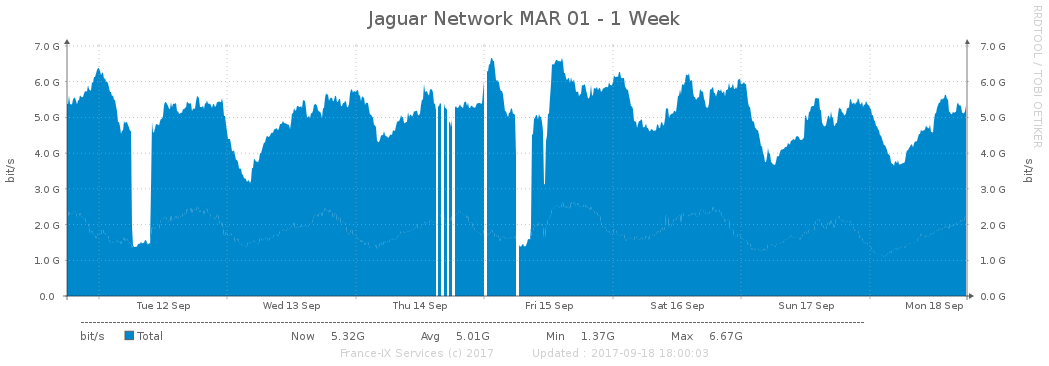 Jaguar Network MAR 01 - 1 Week
RRDTOOL / TOBI OETIKER
bit/s
7.0 G 7.0 G
6.0 G 6.0 G
5.0 G 5.0 G
4.0 G 4.0 G
3.0 G 3.0 G
2.0 G 2.0 G
1.0 G 1.0 G
0.0 0.0 G
bit/s
Tue 12 Sep Wed 13 Sep Thu 14 Sep Fri 15 Sep Sat 16 Sep Sun 17 Sep Mon 18 Sep
bit/s Total Now 5.32G Avg 5.01G Min 1.37G Max 6.67G
France-IX Services (c) 2017 Updated : 2017-09-18 18:00:03